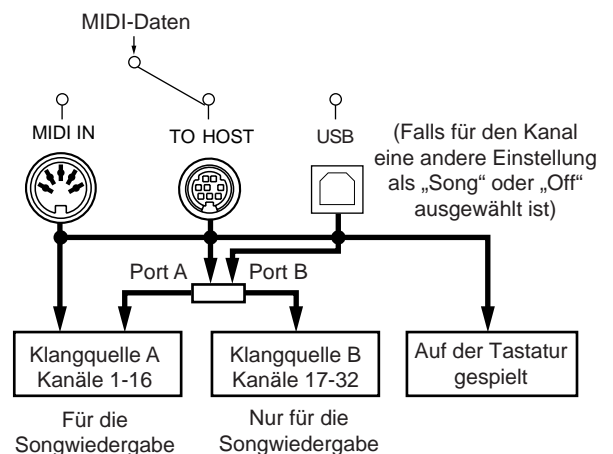 MIDI-Daten
MIDI IN
TO HOST
USB
(Falls für den Kanal
eine andere Einstellung
als „Song“ oder „Off“
ausgewählt ist)
Port A
Port B
Klangquelle A
Kanäle 1-16
Klangquelle B
Kanäle 17-32
Auf der Tastatur
gespielt
Für die
Songwiedergabe
Nur für die
Songwiedergabe